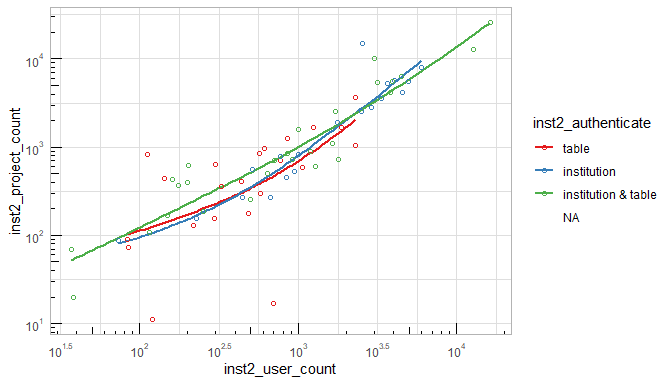 10^4
10^3
10^2
10^1
inst2_project_count
10^1.5
10^2
10^2.5
10^3
10^3.5
10^4
inst2_user_count
inst2_authenticate
table
institution
institution & table
NA